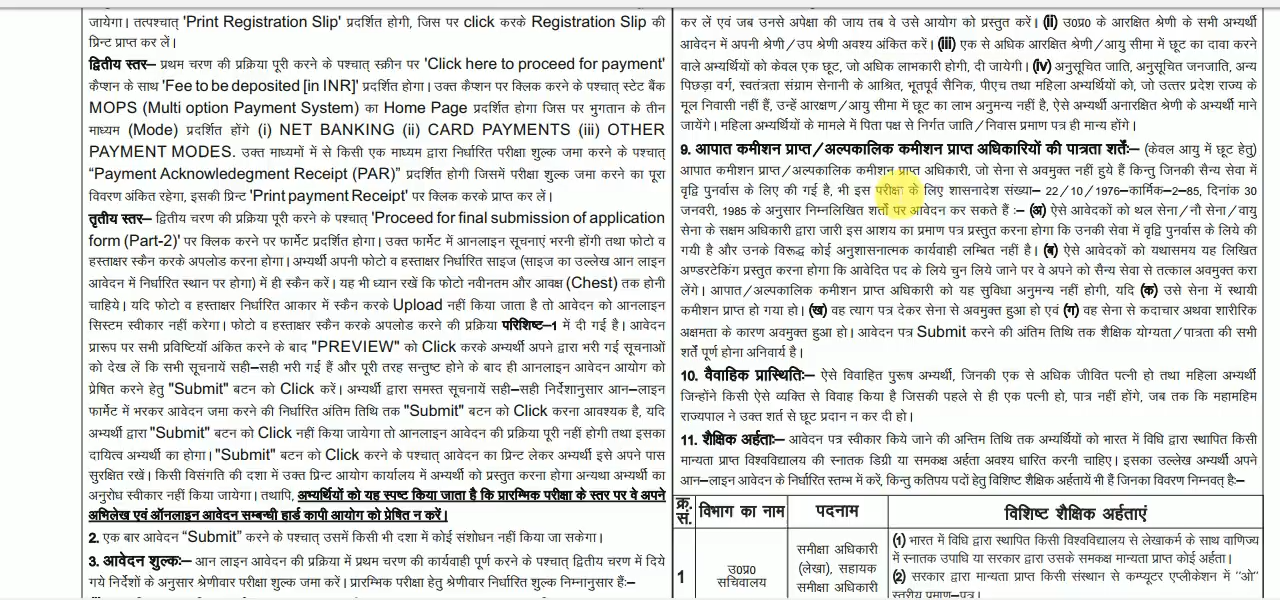 जायेगा। तत्पश्चात् 'Print Registration Slip' प्रदर्शित होगी, जिस पर click करके Registration Slip की
प्रिन्ट प्राप्त कर लें।
द्वितीय स्तर– प्रथम चरण की प्रक्रिया पूरी करने के पश्चात् स्क्रीन पर 'Click here to proceed for payment'
कैप्शन के साथ 'Fee to be deposited [in INR]' प्रदर्शित होगा। उक्त कैप्शन पर क्लिक करने के पश्चात् स्टेट बैंक
MOPS (Multi option Payment System) का Home Page प्रदर्शित होगा जिस पर भुगतान के तीन
माध्यम (Mode) प्रदर्शित होंगे (i) NET BANKING (ii) CARD PAYMENTS (iii) OTHER
PAYMENT MODES. उक्त माध्यमों में से किसी एक माध्यम द्वारा निर्धारित परीक्षा शुल्क जमा करने के पश्चात्
“Payment Acknowledegment Receipt (PAR)” प्रदर्शित होगी जिसमें परीक्षा शुल्क जमा करने का पूरा
विवरण अंकित रहेगा, इसकी प्रिन्ट 'Print payment Receipt' पर क्लिक करके प्राप्त कर लें।
तृतीय स्तर– द्वितीय चरण की प्रक्रिया पूरी करने के पश्चात् 'Proceed for final submission of application
form (Part-2)' पर क्लिक करने पर फार्मेट प्रदर्शित होगा। उक्त फार्मेट में आनलाइन सूचनाएं भरनी होंगी तथा फोटो व
हस्ताक्षर स्कैन करके अपलोड करना होगा। अभ्यर्थी अपनी फोटो व हस्ताक्षर निर्धारित साइज (साइज का उल्लेख आन लाइन
आवेदन में निर्धारित स्थान पर होगा) में ही स्कैन करें। यह भी ध्यान रखें कि फोटो नवीनतम और आवक्ष (Chest) तक होनी
चाहिये। यदि फोटो व हस्ताक्षर निर्धारित आकार में स्कैन करके Upload नहीं किया जाता है तो आवेदन को आनलाइन
सिस्टम स्वीकार नहीं करेगा। फोटो व हस्ताक्षर स्कैन करके अपलोड करने की प्रक्रिया परिशिष्ट–1 में दी गई है। आवेदन
प्रारूप पर सभी प्रविष्टियाँ अंकित करने के बाद "PREVIEW" को Click करके अभ्यर्थी अपने द्वारा भरी गई सूचनाओं
को देख लें कि सभी सूचनायें सही–सही भरी गई हैं और पूरी तरह सन्तुष्ट होने के बाद ही आनलाइन आवेदन आयोग को
प्रेषित करने हेतु "Submit" बटन को Click करें। अभ्यर्थी द्वारा समस्त सूचनायें सही–सही निर्देशानुसार आन–लाइन
फार्मेट में भरकर आवेदन जमा करने की निर्धारित अंतिम तिथि तक "Submit" बटन को Click करना आवश्यक है, यदि
अभ्यर्थी द्वारा "Submit" बटन को Click नहीं किया जायेगा तो आनलाइन आवेदन की प्रक्रिया पूरी नहीं होगी तथा इसका
दायित्व अभ्यर्थी का होगा। "Submit" बटन को Click करने के पश्चात् आवेदन का प्रिन्ट लेकर अभ्यर्थी इसे अपने पास
सुरक्षित रखें। किसी विसंगति की दशा में उक्त प्रिन्ट आयोग कार्यालय में अभ्यर्थी को प्रस्तुत करना होगा अन्यथा अभ्यर्थी का
अनुरोध स्वीकार नहीं किया जायेगा। तथापि, अभ्यर्थियों को यह स्पष्ट किया जाता है कि प्रारम्भिक परीक्षा के स्तर पर वे अपने
अभिलेख एवं ऑनलाइन आवेदन सम्बन्धी हार्ड कापी आयोग को प्रेषित न करें।
2. एक बार आवेदन “Submit” करने के पश्चात् उसमें किसी भी दशा में कोई संशोधन नहीं किया जा सकेगा।
3. आवेदन शुल्कः– आन लाइन आवेदन की प्रक्रिया में प्रथम चरण की कार्यवाही पूर्ण करने के पश्चात् द्वितीय चरण में दिये
गये निर्देशों के अनुसार श्रेणीवार परीक्षा शुल्क जमा करें। प्रारम्भिक परीक्षा हेतु श्रेणीवार निर्धारित शुल्क निम्नानुसार हैः–
कर लें एवं जब उनसे अपेक्षा की जाय तब वे उसे आयोग को प्रस्तुत करें। (ii) उ0प्र0 के आरक्षित श्रेणी के सभी अभ्यर्थी
आवेदन में अपनी श्रेणी/उप श्रेणी अवश्य अंकित करें। (iii) एक से अधिक आरक्षित श्रेणी/आयु सीमा में छूट का दावा करने
वाले अभ्यर्थियों को केवल एक छूट, जो अधिक लाभकारी होगी, दी जायेगी। (iv) अनुसूचित जाति, अनुसूचित जनजाति, अन्य
पिछड़ा वर्ग, स्वतंत्रता संग्राम सेनानी के आश्रित, भूतपूर्व सैनिक, पीएच तथा महिला अभ्यर्थियों को, जो उत्तर प्रदेश राज्य के
मूल निवासी नहीं हैं, उन्हें आरक्षण/आयु सीमा में छूट का लाभ अनुमन्य नहीं है, ऐसे अभ्यर्थी अनारक्षित श्रेणी के अभ्यर्थी माने
जायेंगे। महिला अभ्यर्थियों के मामले में पिता पक्ष से निर्गत जाति/निवास प्रमाण पत्र ही मान्य होंगे।
9. आपात कमीशन प्राप्त/अल्पकालिक कमीशन प्राप्त अधिकारियों की पात्रता शर्तेंः– (केवल आयु में छूट हेतु)
आपात कमीशन प्राप्त/अल्पकालिक कमीशन प्राप्त अधिकारी, जो सेना से अवमुक्त नहीं हुये हैं किन्तु जिनकी सैन्य सेवा में
वृद्वि पुनर्वास के लिए की गई है, भी इस परीक्षा के लिए शासनादेश संख्या– 22/10/1976–कार्मिक–2–85, दिनांक 30
जनवरी, 1985 के अनुसार निम्नलिखित शर्तों पर आवेदन कर सकते हैं :– (अ) ऐसे आवेदकों को थल सेना/नौ सेना/वायु
सेना के सक्षम अधिकारी द्वारा जारी इस आशय का प्रमाण पत्र प्रस्तुत करना होगा कि उनकी सेवा में वृद्वि पुनर्वास के लिये की
गयी है और उनके विरूद्ध कोई अनुशासनात्मक कार्यवाही लम्बित नहीं है। (ब) ऐसे आवेदकों को यथासमय यह लिखित
अण्डरटेकिंग प्रस्तुत करना होगा कि आवेदित पद के लिये चुन लिये जाने पर वे अपने को सैन्य सेवा से तत्काल अवमुक्त करा
लेंगे। आपात/अल्पकालिक कमीशन प्राप्त अधिकारी को यह सुविधा अनुमन्य नहीं होगी, यदि (क) उसे सेना में स्थायी
कमीशन प्राप्त हो गया हो। (ख) वह त्याग पत्र देकर सेना से अवमुक्त हुआ हो एवं (ग) वह सेना से कदाचार अथवा शारीरिक
अक्षमता के कारण अवमुक्त हुआ हो। आवेदन पत्र Submit करने की अंतिम तिथि तक शैक्षिक योग्यता/पात्रता की सभी
शर्तें पूर्ण होना अनिवार्य है।
10. वैवाहिक प्रास्थितिः– ऐसे विवाहित पुरूष अभ्यर्थी, जिनकी एक से अधिक जीवित पत्नी हो तथा महिला अभ्यर्थी
जिन्होंने किसी ऐसे व्यक्ति से विवाह किया है जिसकी पहले से ही एक पत्नी हो, पात्र नहीं होंगे, जब तक कि महामहिम
राज्यपाल ने उक्त शर्त से छूट प्रदान न कर दी हो।
11. शैक्षिक अर्हताः– आवेदन पत्र स्वीकार किये जाने की अन्तिम तिथि तक अभ्यर्थियों को भारत में विधि द्वारा स्थापित किसी
मान्यता प्राप्त विश्वविद्यालय की स्नातक डिग्री या समकक्ष अर्हता अवश्य धारित करनी चाहिए। इसका उल्लेख अभ्यर्थी अपने
आन–लाइन आवेदन के निर्धारित स्तम्भ में करें, किन्तु कतिपय पदों हेतु विशिष्ट शैक्षिक अर्हतायें भी हैं जिनका विवरण निम्नवत् हैः–
क्र. सं. विभाग का नाम पदनाम विशिष्ट शैक्षिक अर्हताएं
1 उ0प्र0 सचिवालय
समीक्षा अधिकारी
(लेखा), सहायक
समीक्षा अधिकारी
(1) भारत में विधि द्वारा स्थापित किसी विश्वविद्यालय से लेखाकर्म के साथ वाणिज्य
में स्नातक उपाधि या सरकार द्वारा उसके समकक्ष मान्यता प्राप्त कोई अर्हता।
(2) सरकार द्वारा मान्यता प्राप्त किसी संस्थान से कम्प्यूटर एप्लीकेशन में “ओ”
स्तरीय प्रमाण–पत्र।